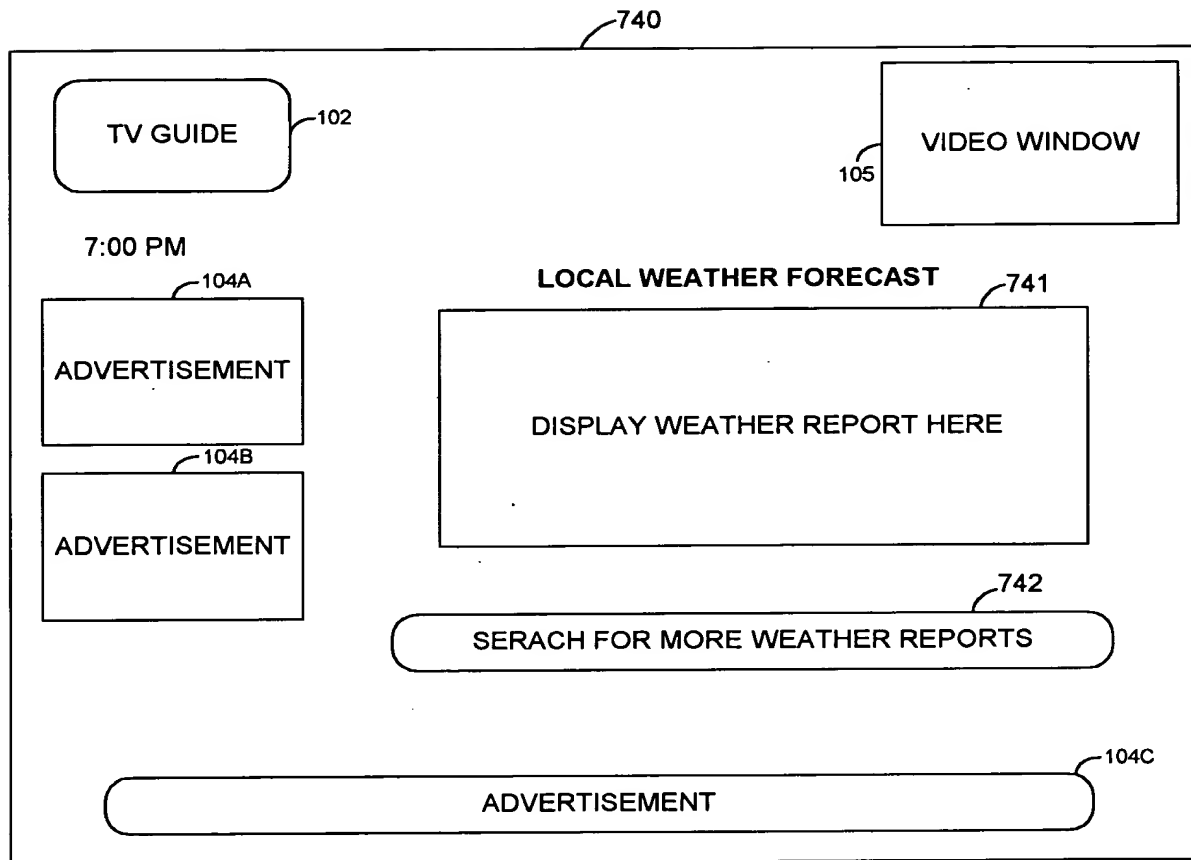 740
TV GUIDE
102
VIDEO WINDOW
105
7:00 PM
104A
ADVERTISEMENT
104B
ADVERTISEMENT
LOCAL WEATHER FORECAST
741
DISPLAY WEATHER REPORT HERE
742
SERACH FOR MORE WEATHER REPORTS
104C
ADVERTISEMENT